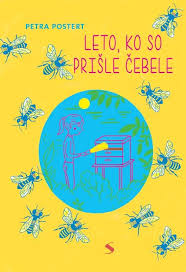 PETRA POSTERT
LETO, KO SO
PRIŠLE ČEBELE
S